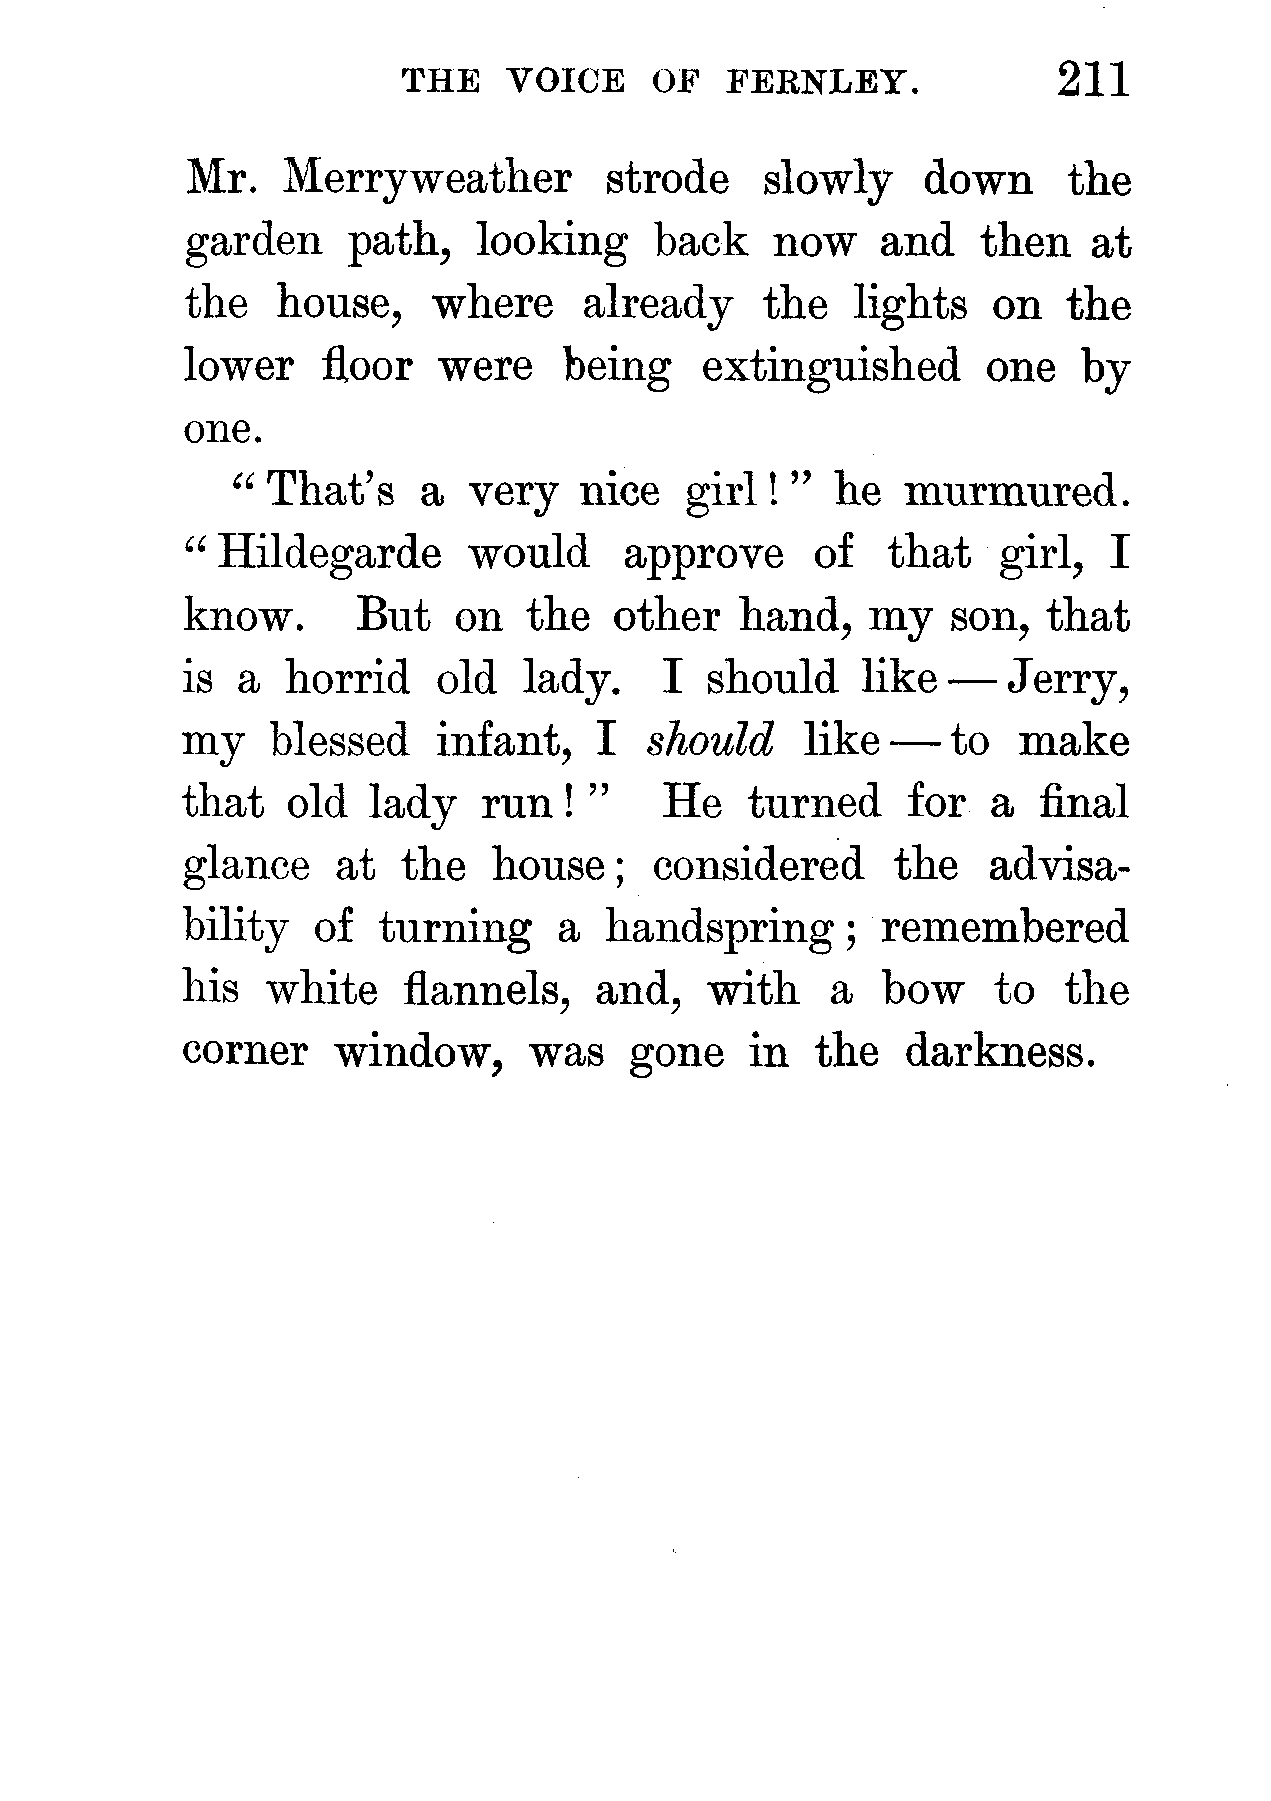 THE VOICE OF FERNLEY. 211
Mr. Merryweather strode slowly down the
garden path, looking back now and then at
the house, where already the lights on the
lower floor were being extinguished one by
one.
“ That’s a very nice girl ! ” he murmured.
“ Hildegarde would approve of that girl, I
know. But on the other hand, my son, that
is a horrid old lady. I should like — Jerry,
my blessed infant, I should like — to make
that old lady run ! ” He turned for a final
glance at the house ; considered the advisa-
bility of turning a handspring ; remembered
his white flannels, and, with a bow to the
corner window, was gone in the darkness.